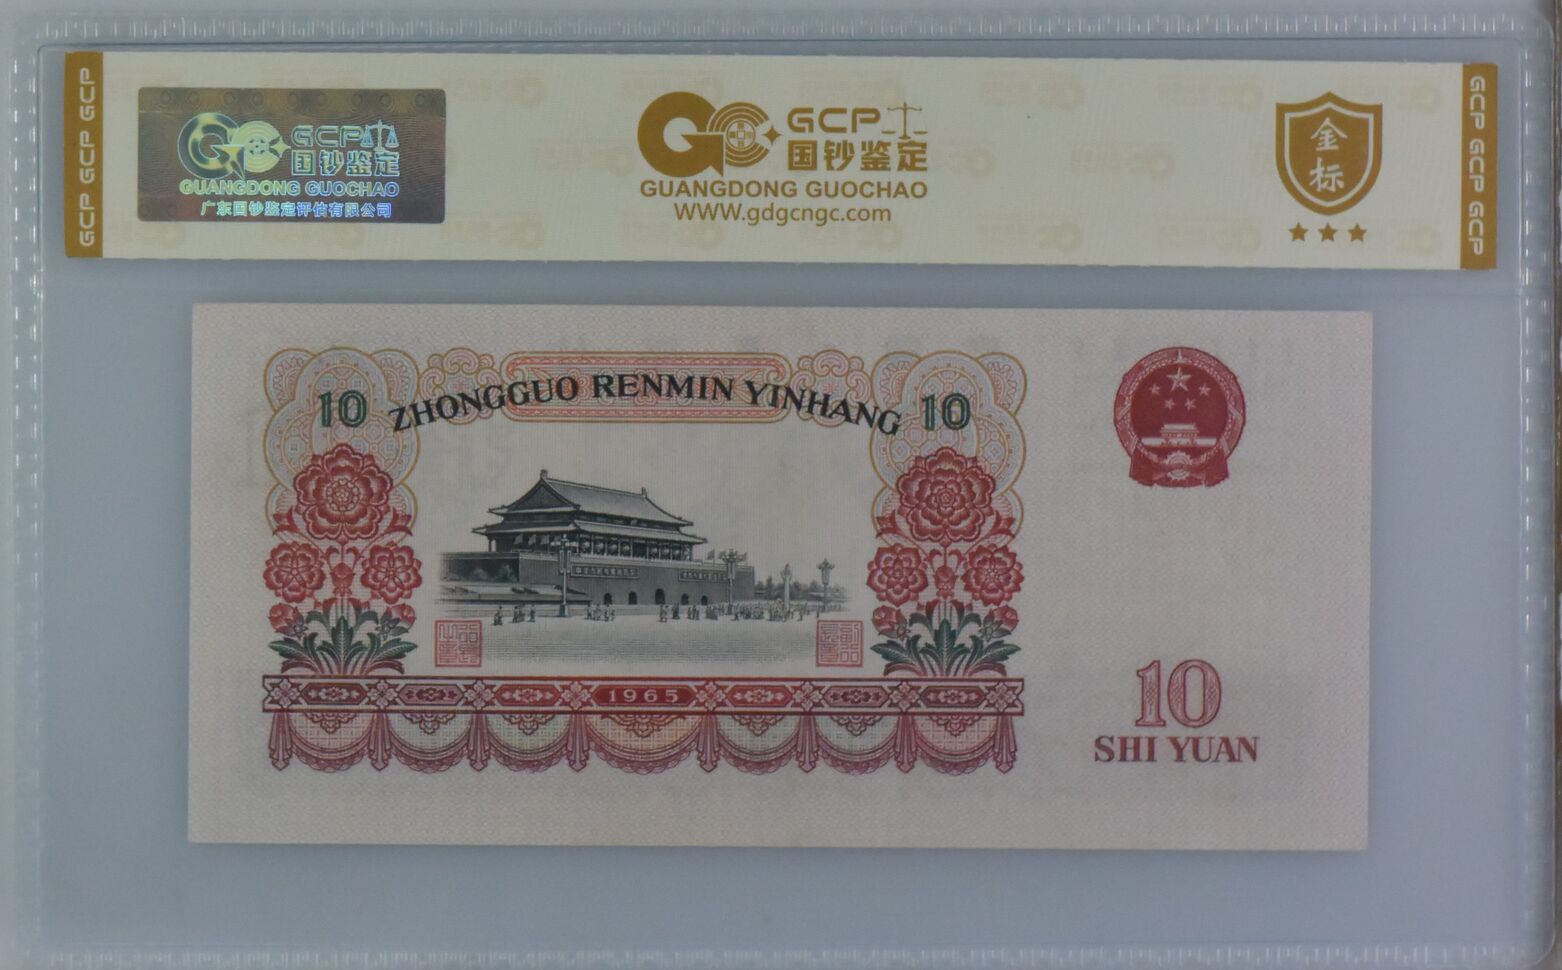 GCP GCP GCP
GCP 国钞鉴定
GUANGDONG GUOCHAO
广东国钞鉴定评估有限公司
GCP
国钞鉴定
GUANGDONG GUOCHAO
WWW.gdgcngc.com
金标
GCP GCP GCP
ZHONGGUO RENMIN YINHANG
10
10
1965
10
SHI YUAN